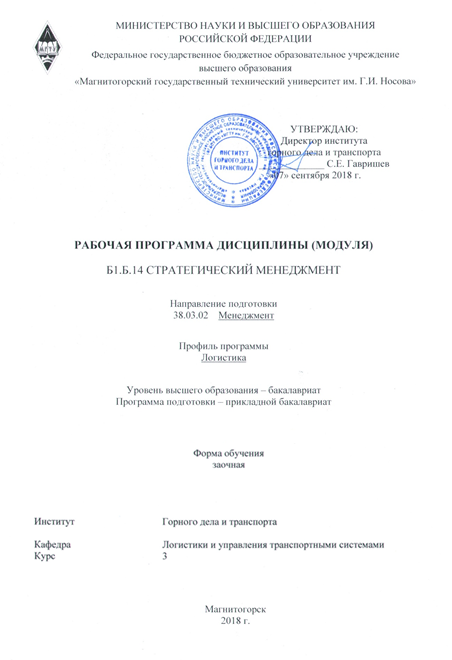 МИНИСТЕРСТВО НАУКИ И ВЫСШЕГО ОБРАЗОВАНИЯ
РОССИЙСКОЙ ФЕДЕРАЦИИ
Федеральное государственное бюджетное образовательное учреждение
высшего образования
«Магнитогорский государственный технический университет им. Г.И. Носова»
УТВЕРЖДАЮ:
Директор института
горного дела и транспорта
С.Е. Гавришев
«07» сентября 2018 г.
ИНСТИТУТ
ГОРНОГО ДЕЛА
И ТРАНСПОРТА
РАБОЧАЯ ПРОГРАММА ДИСЦИПЛИНЫ (МОДУЛЯ)
Б1.Б.14 СТРАТЕГИЧЕСКИЙ МЕНЕДЖМЕНТ
Направление подготовки
38.03.02 Менеджмент
Профиль программы
Логистика
Уровень высшего образования – бакалавриат
Программа подготовки – прикладной бакалавриат
Форма обучения
заочная
Институт Горного дела и транспорта
Кафедра Логистики и управления транспортными системами
Курс 3
Магнитогорск
2018 г.